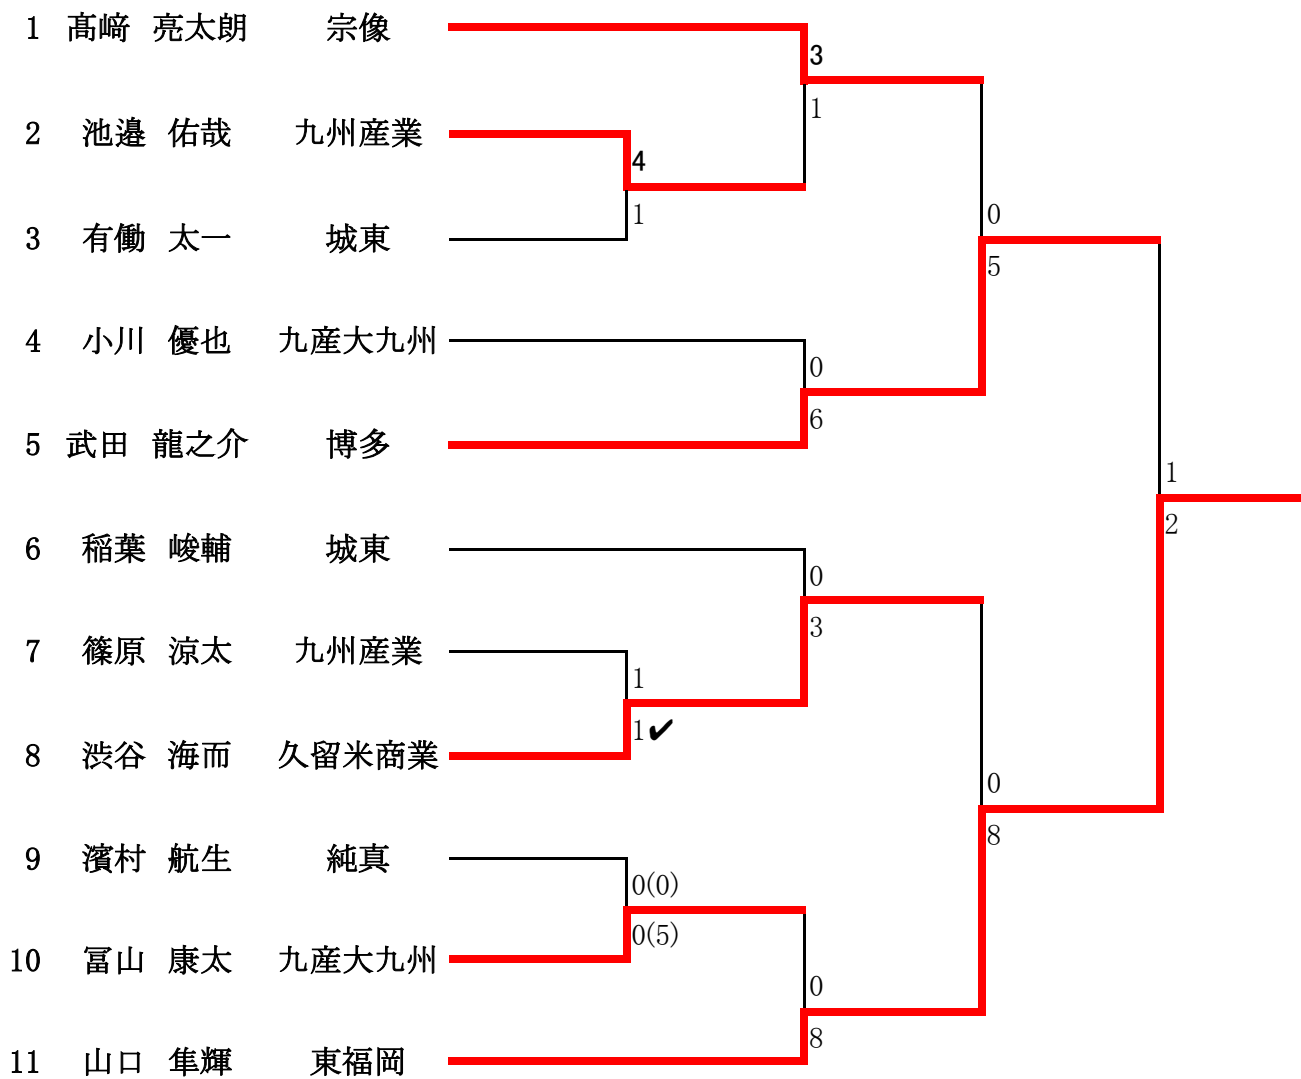 1 髙﨑 亮太朗 宗像
3
1
2 池邉 佑哉 九州産業
4
1
3 有働 太一 城東
0
5
4 小川 優也 九産大九州
0
6
5 武田 龍之介 博多
1
2
6 稲葉 峻輔 城東
0
3
7 篠原 涼太 九州産業
1
1✔
8 渋谷 海而 久留米商業
0
8
9 濱村 航生 純真
0(0)
0(5)
10 冨山 康太 九産大九州
0
8
11 山口 隼輝 東福岡